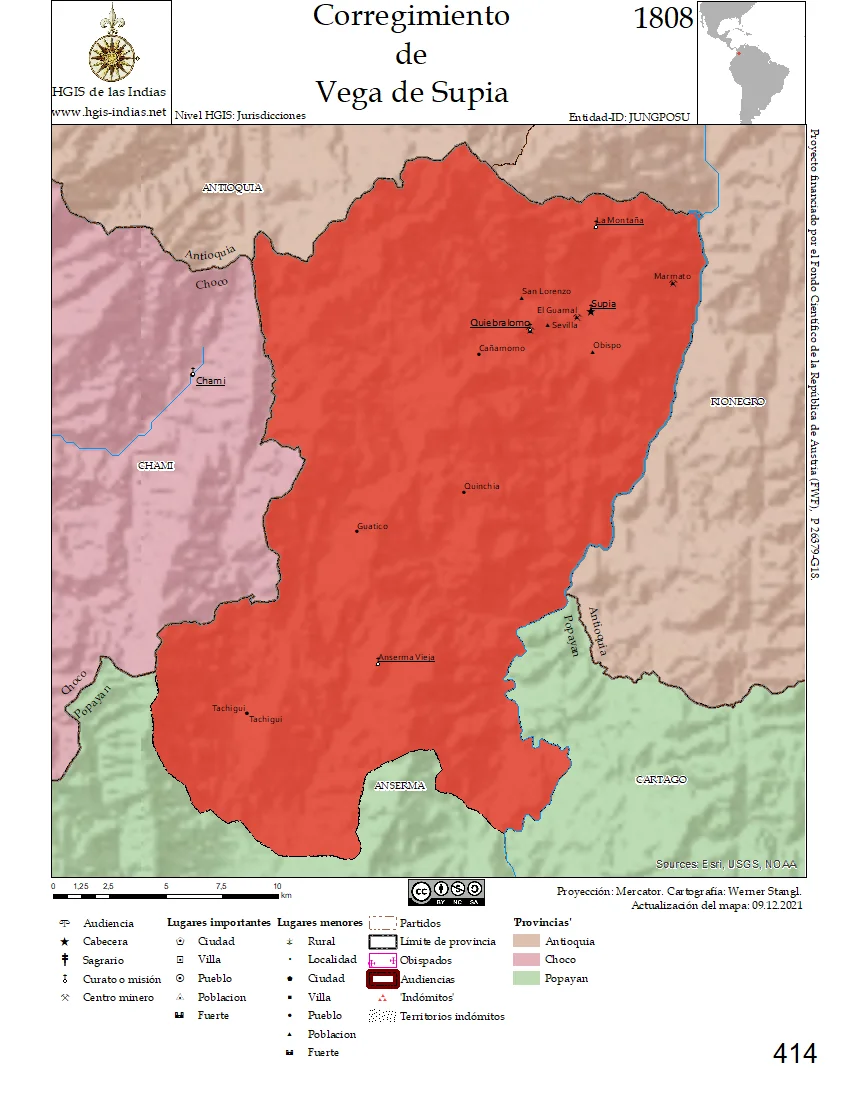 Corregimiento
de
Vega de Supia
1808
HGIS de las Indias
www.hgis-indias.net
Nivel HGIS: Jurisdicciones
Entidad-ID: JUNGPOSU
Proyecto financiado por el Fondo Científico de la República de Austria (FWF), P 26379-G18.
ANTIOQUIA
Antioquia
Choco
La Montaña
Marmato
San Lorenzo
El Guamal
Supia
Quiebralomo
Sevilla
Cañamomo
Obispo
Chami
RIONEGRO
CHAMI
Quinchia
Guatico
Antioquia
Popayan
Anserma Vieja
Choco
Popayan
Tachigui
Tachigui
ANSERMA
CARTAGO
Sources: Esri, USGS, NOAA
0 1,25 2,5 5 7,5 10
km
CC BY NC SA
Proyección: Mercator. Cartografía: Werner Stangl.
Actualización del mapa: 09.12.2021
Audiencia
Cabecera
Sagrario
Curato o misión
Centro minero
Lugares importantes
Ciudad
Villa
Pueblo
Poblacion
Fuerte
Lugares menores
Rural
Localidad
Ciudad
Villa
Pueblo
Poblacion
Fuerte
Partidos
Límite de provincia
Obispados
Audiencias
'Indómitos'
Territorios indómitos
'Provincias'
Antioquia
Choco
Popayan
414